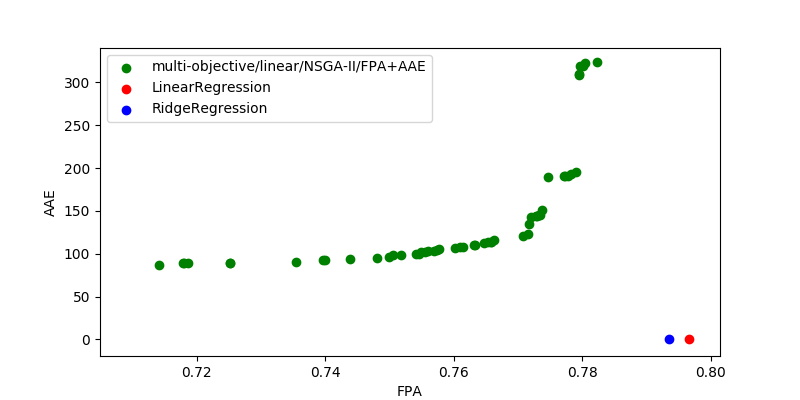 multi-objective/linear/NSGA-II/FPA+AAE
LinearRegression
RidgeRegression
300
250
200
150
100
50
0
AAE
0.72 0.74 0.76 0.78 0.80
FPA